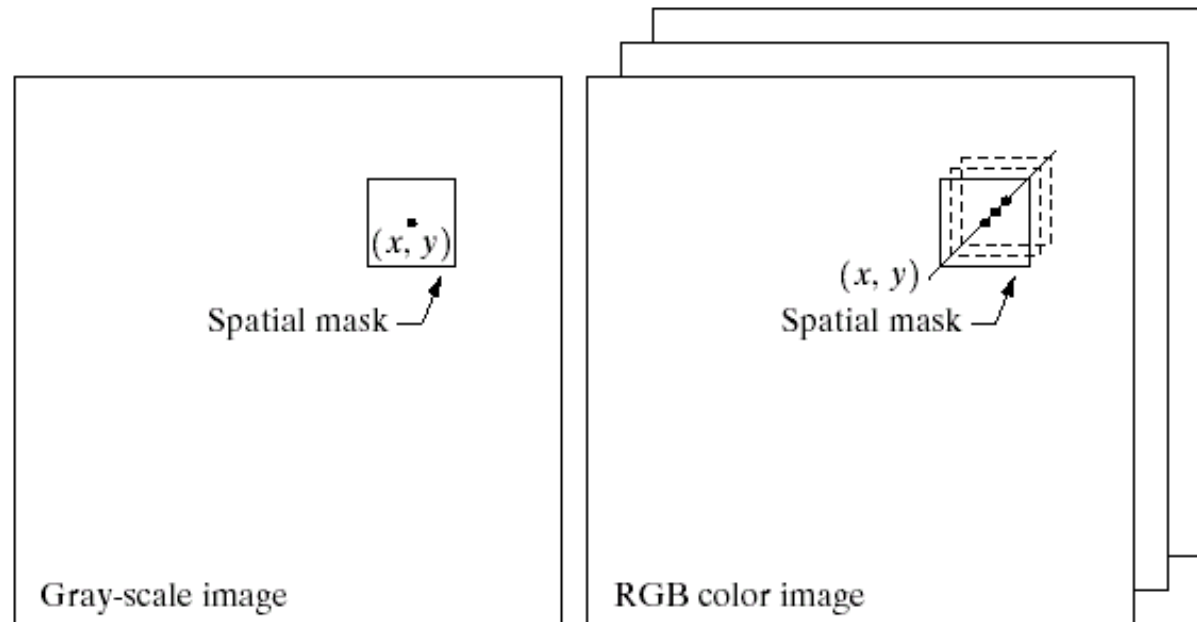 (x, y)
Spatial mask
Gray-scale image
(x, y)
Spatial mask
RGB color image